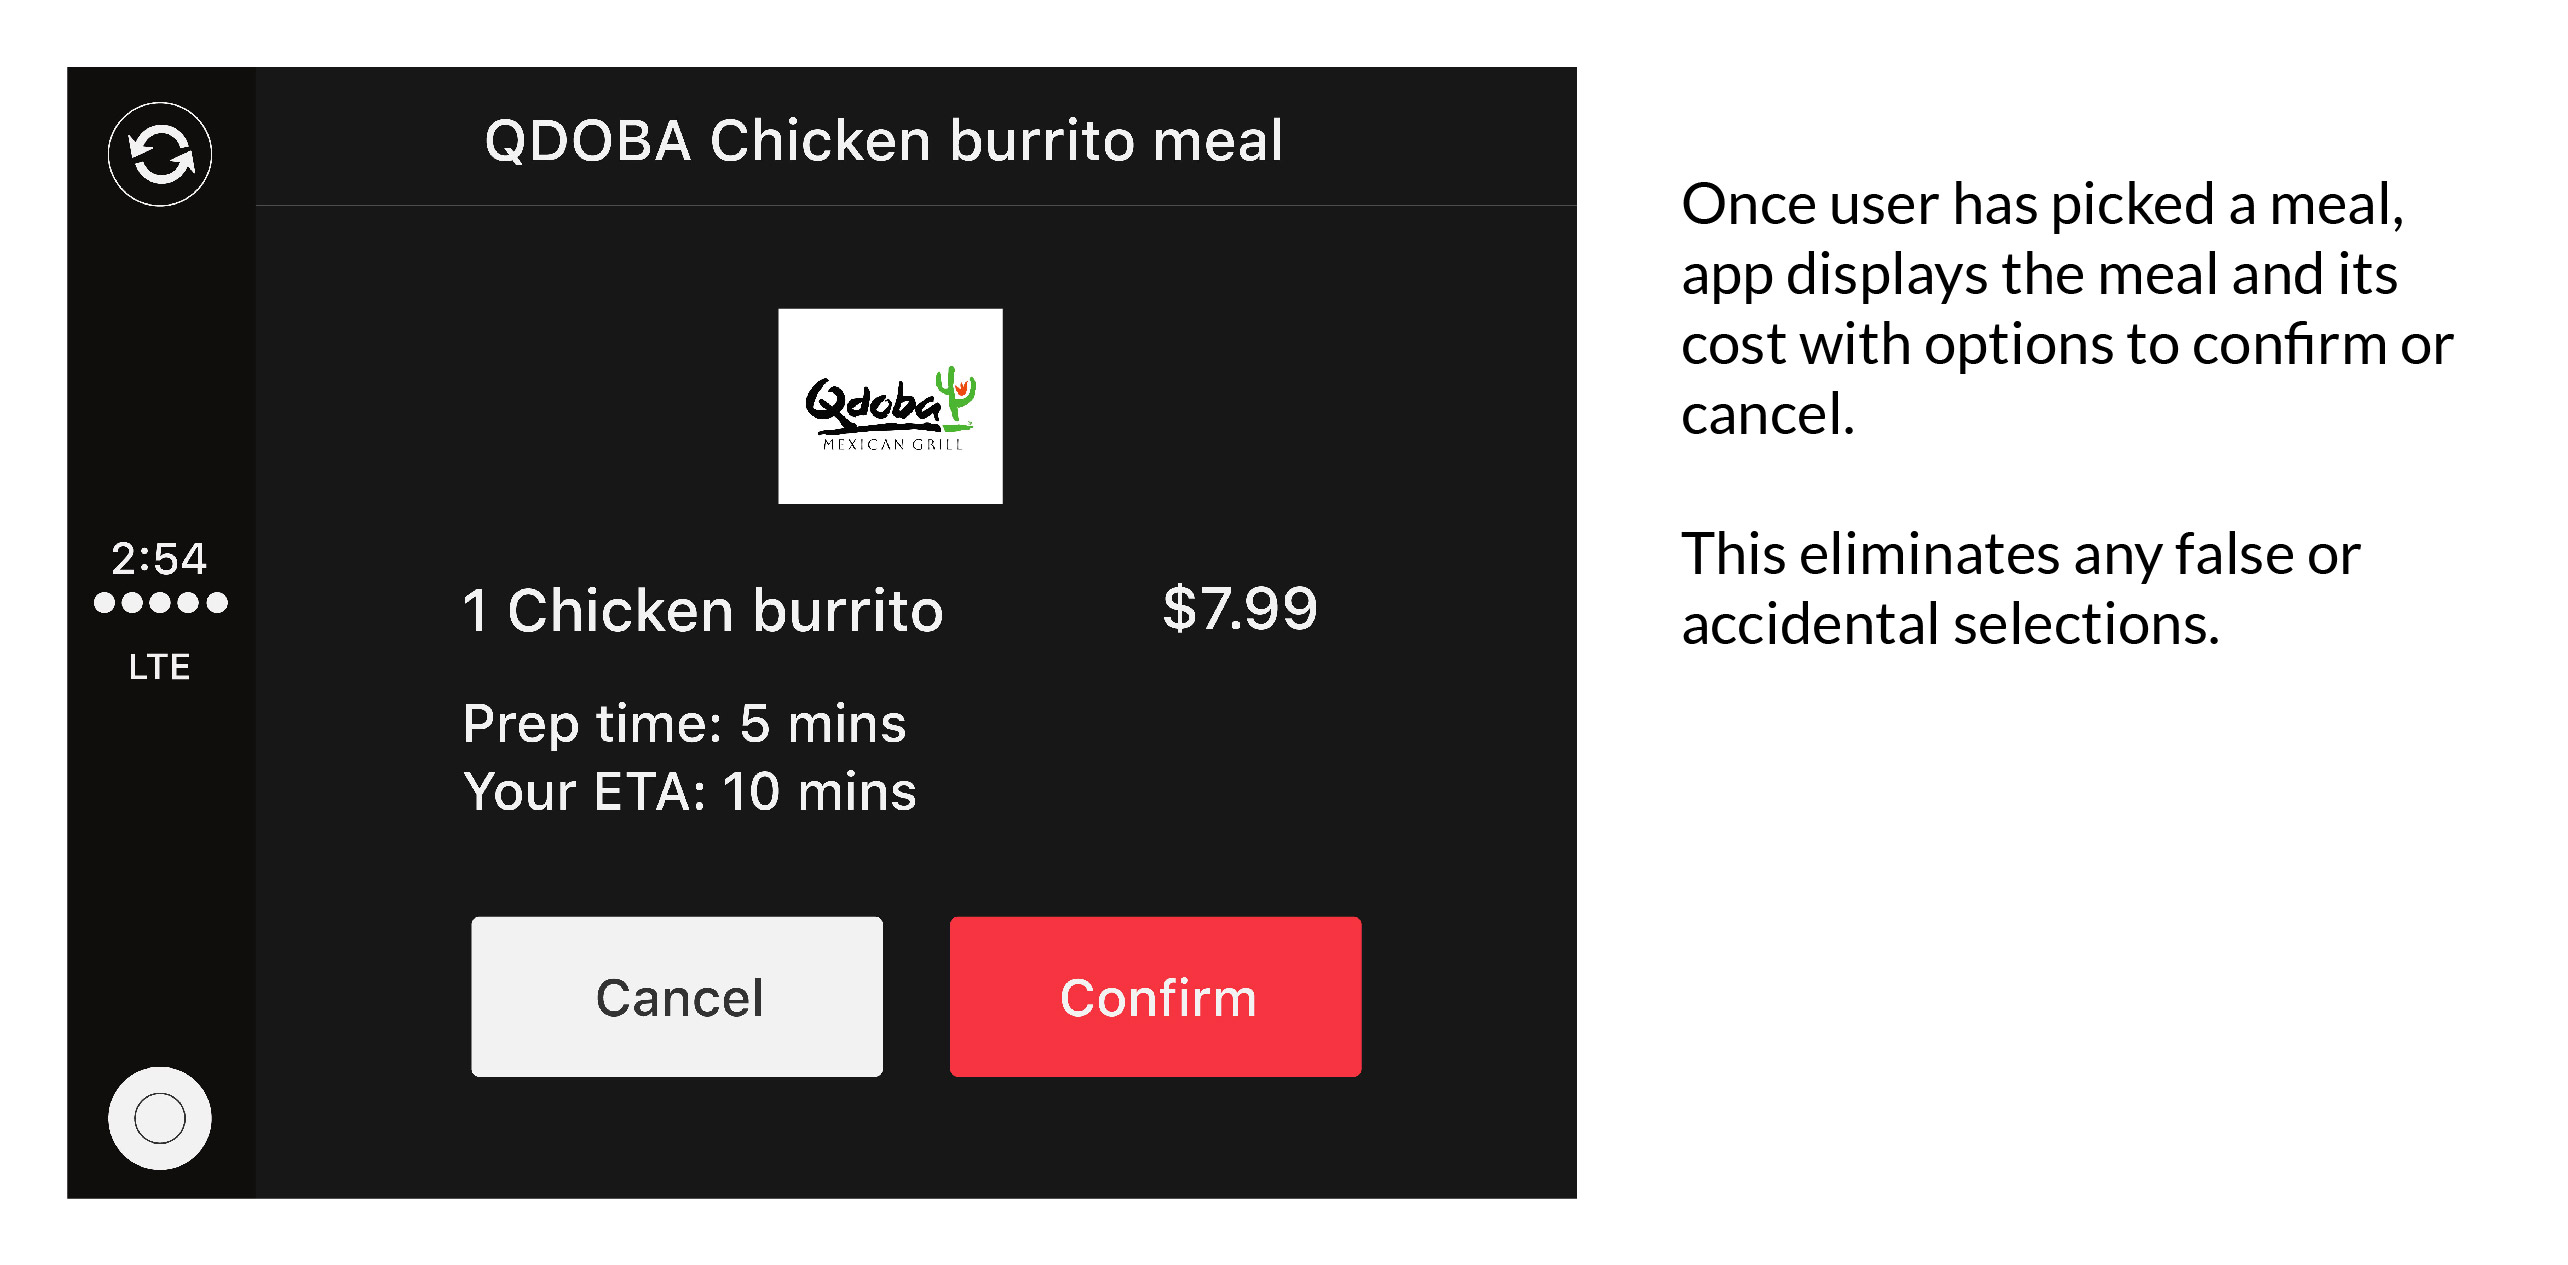 QDOBA Chicken burrito meal
Qdoba
MEXICAN GRILL
2:54
LTE
1 Chicken burrito $7.99
Prep time: 5 mins
Your ETA: 10 mins
Cancel Confirm
Once user has picked a meal,
app displays the meal and its
cost with options to confirm or
cancel.
This eliminates any false or
accidental selections.